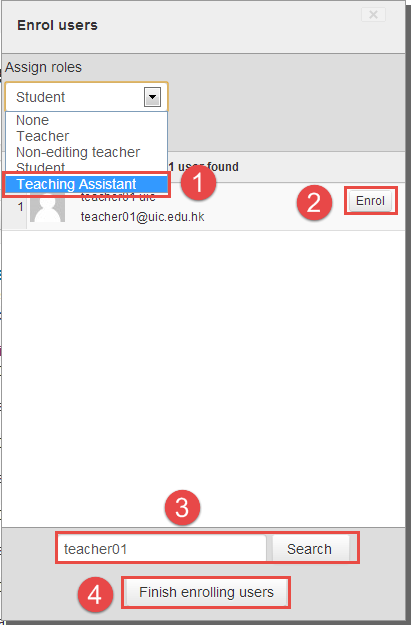 Enrol users
Assign roles
Student
None
Teacher
Non-editing teacher
Student
Teaching Assistant
1
1 user found
1
teacher01 uic
teacher01@uic.edu.hk
2
Enrol
3
teacher01
Search
4
Finish enrolling users